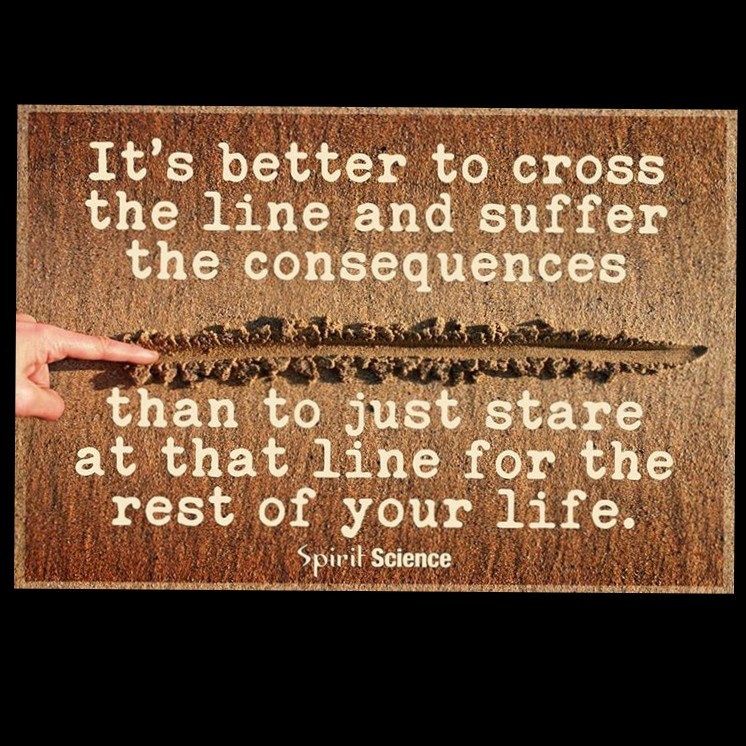 It's better to cross
the line and suffer
the consequences
than to just stare
at that line for the
rest of your life.
Spirit Science